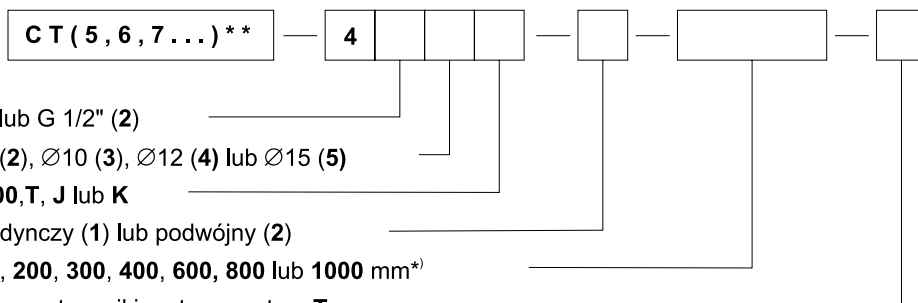 CT(5,6,7...)** — 4 — — —
lub G 1/2" (2)
(2), ∅10 (3), ∅12 (4) lub ∅15 (5)
00,T, J lub K
dynczy (1) lub podwójny (2)
, 200, 300, 400, 600, 800 lub 1000 mm*)